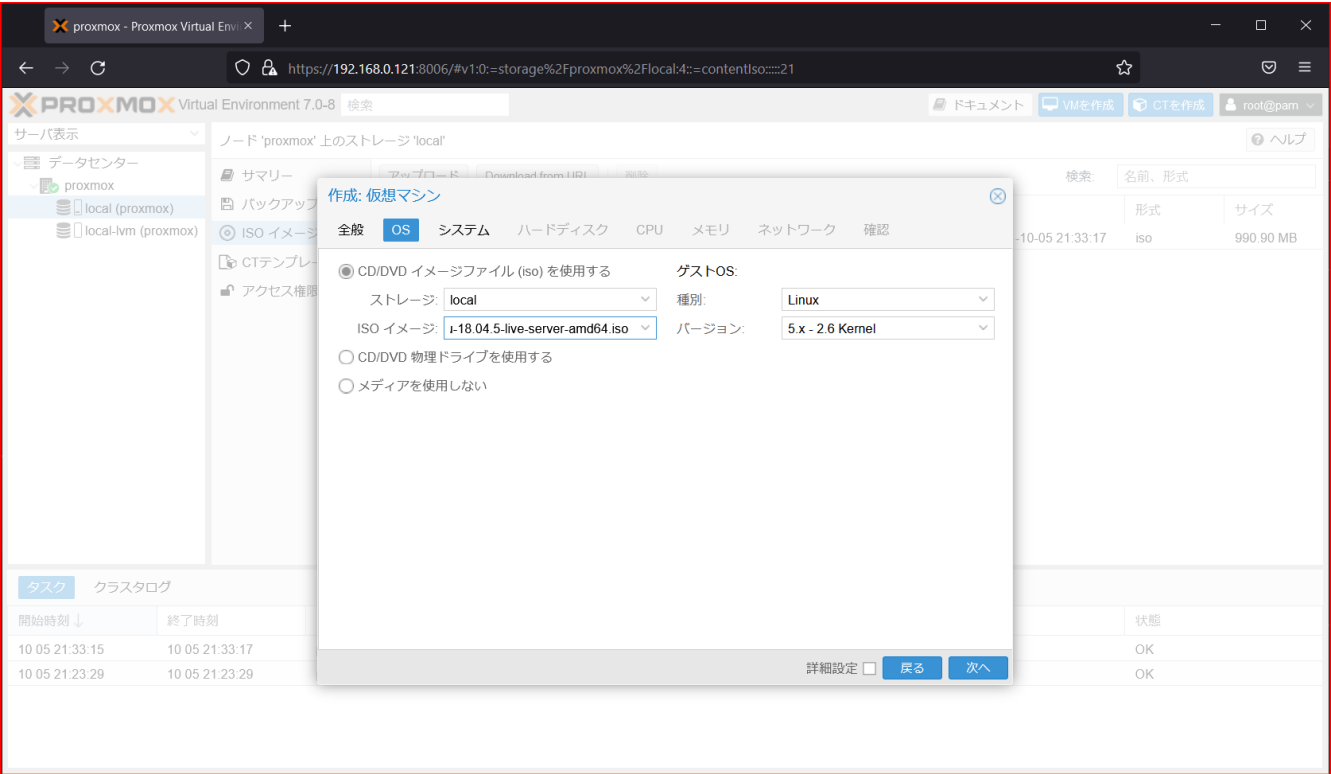 proxmox - Proxmox Virtual Envi
https://192.168.0.121:8006/#v1:0:=storage%2Fproxmox%2Flocal:4::=contentIso:::::21
PROXMOX Virtual Environment 7.0-8 検索 ドキュメント VMを作成 CTを作成 root@pam
サーバ表示
データセンター
proxmox
local (proxmox)
local-lvm (proxmox)
ノード 'proxmox' 上のストレージ 'local' ヘルプ
サマリー
バックアップ
ISO イメージ
CTテンプレー
アクセス権限
アップロード Download from URL 削除 検索: 名前、形式
形式 サイズ
-10-05 21:33:17 iso 990.90 MB
作成: 仮想マシン
全般 OS システム ハードディスク CPU メモリ ネットワーク 確認
CD/DVD イメージファイル (iso) を使用する ゲストOS:
ストレージ: local 種別: Linux
ISO イメージ: -18.04.5-live-server-amd64.iso バージョン: 5.x - 2.6 Kernel
CD/DVD 物理ドライブを使用する
メディアを使用しない
詳細設定 戻る 次へ
タスク クラスタログ
開始時刻↓ 終了時刻 状態
10 05 21:33:15 10 05 21:33:17 OK
10 05 21:23:29 10 05 21:23:29 OK